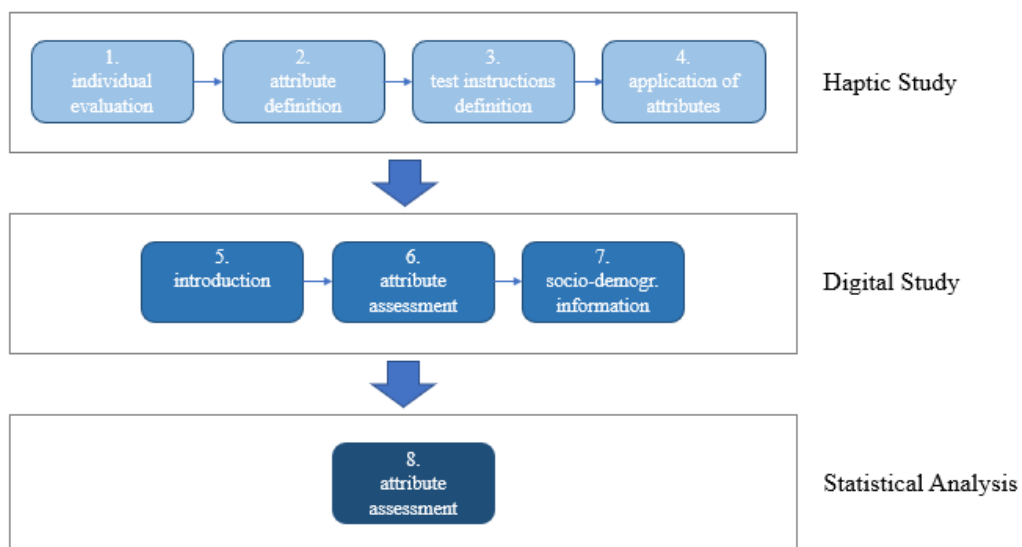 1.
individual
evaluation
2.
attribute
definition
3.
test instructions
definition
4.
application of
attributes
Haptic Study
5.
introduction
6.
attribute
assessment
7.
socio-demogr.
information
Digital Study
8.
attribute
assessment
Statistical Analysis